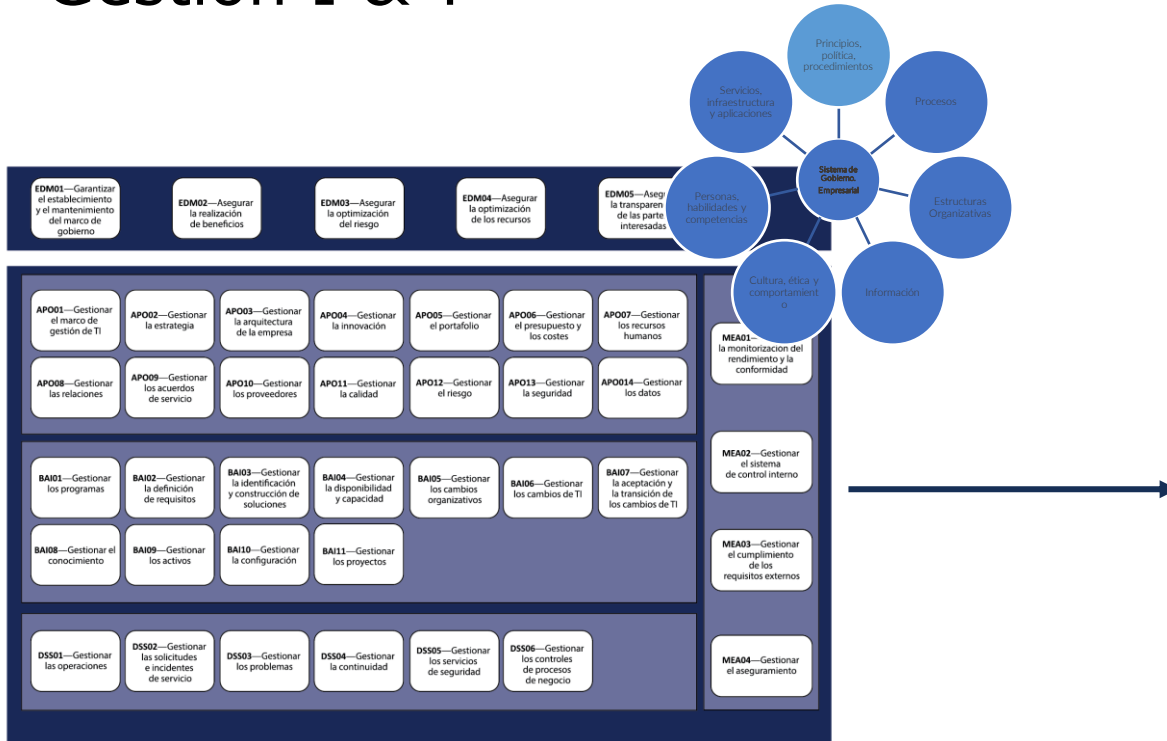 Principios,
política,
procedimientos
Servicios,
infraestructura
y aplicaciones
Procesos
Sistema de
Gobierno.
Empresarial
Personas,
habilidades y
competencias
Estructuras
Organizativas
Cultura, ética y
comportamient
o
Información
EDM01—Garantizar
el establecimiento
y el mantenimiento
del marco de
gobierno
EDM02—Asegurar
la realización
de beneficios
EDM03—Asegurar
la optimización
del riesgo
EDM04—Asegurar
la optimización
de los recursos
EDM05—
de las
interesadas
APO01—Gestionar
el marco de
gestión de TI
APO02—Gestionar
la estrategia
APO03—Gestionar
la arquitectura
de la empresa
APO04—Gestionar
la innovación
APO05—Gestionar
el portafolio
APO06—Gestionar
el presupuesto y
los costes
APO07—Gestionar
los recursos
humanos
APO08—Gestionar
las relaciones
APO09—Gestionar
los acuerdos
de servicio
APO10—Gestionar
los proveedores
APO11—Gestionar
la calidad
APO12—Gestionar
el riesgo
APO13—Gestionar
la seguridad
APO014—Gestionar
los datos
BAI01—Gestionar
los programas
BAI02—Gestionar
la definición
de requisitos
BAI03—Gestionar
la identificación
y construcción de
soluciones
BAI04—Gestionar
la disponibilidad
y capacidad
BAI05—Gestionar
los cambios
organizativos
BAI06—Gestionar
los cambios de TI
BAI07—Gestionar
la aceptación y
la transición de
los cambios de TI
BAI08—Gestionar el
conocimiento
BAI09—Gestionar
los activos
BAI10—Gestionar
la configuración
BAI11—Gestionar
los proyectos
DSS01—Gestionar
las operaciones
DSS02—Gestionar
las solicitudes
e incidentes
de servicio
DSS03—Gestionar
los problemas
DSS04—Gestionar
la continuidad
DSS05—Gestionar
los servicios
de seguridad
DSS06—Gestionar
los controles
de procesos
de negocio
MEA01—
la monitorización del
rendimiento y la
conformidad
MEA02—Gestionar
el sistema
de control interno
MEA03—Gestionar
el cumplimiento
de los
requisitos externos
MEA04—Gestionar
el aseguramiento